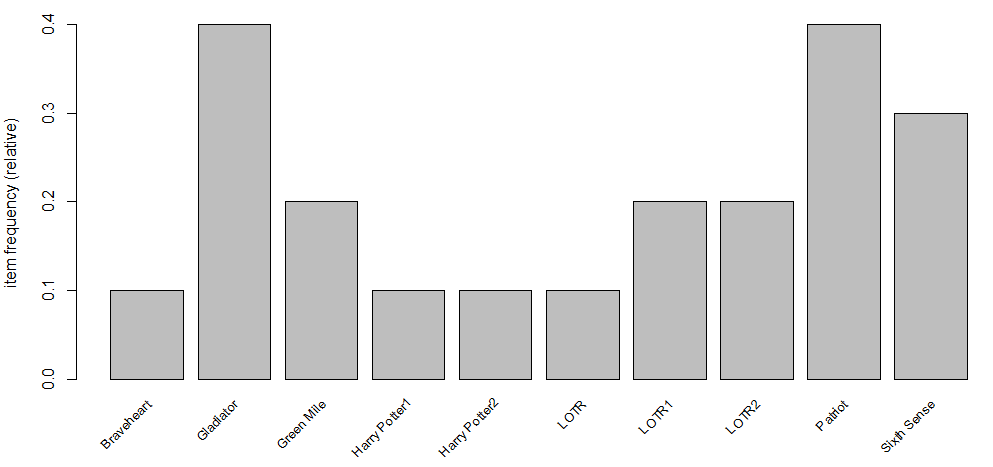 item frequency (relative)
0.4
0.3
0.2
0.1
0.0
Braveheart
Gladiator
Green Mile
Harry Potter1
Harry Potter2
LOTR
LOTR1
LOTR2
Patriot
Sixth Sense